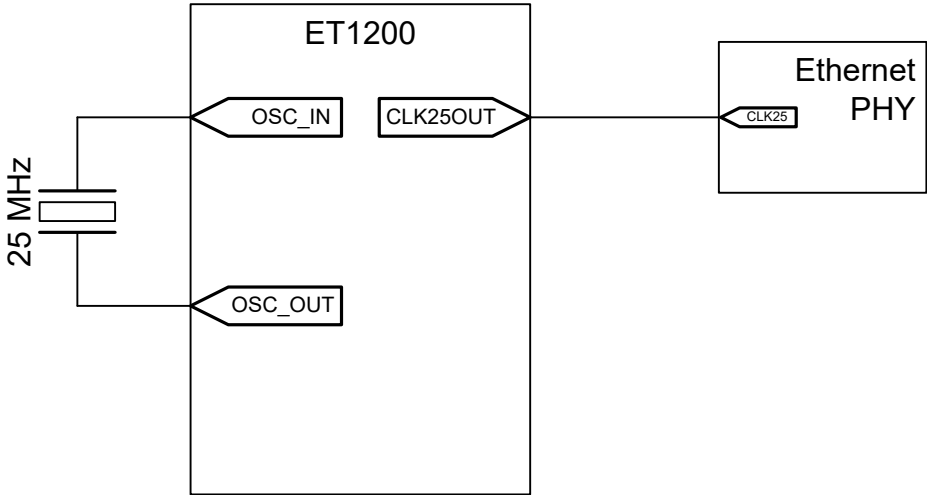 ET1200
Ethernet
PHY
OSC_IN
CLK25OUT
CLK25
25 MHz
OSC_OUT